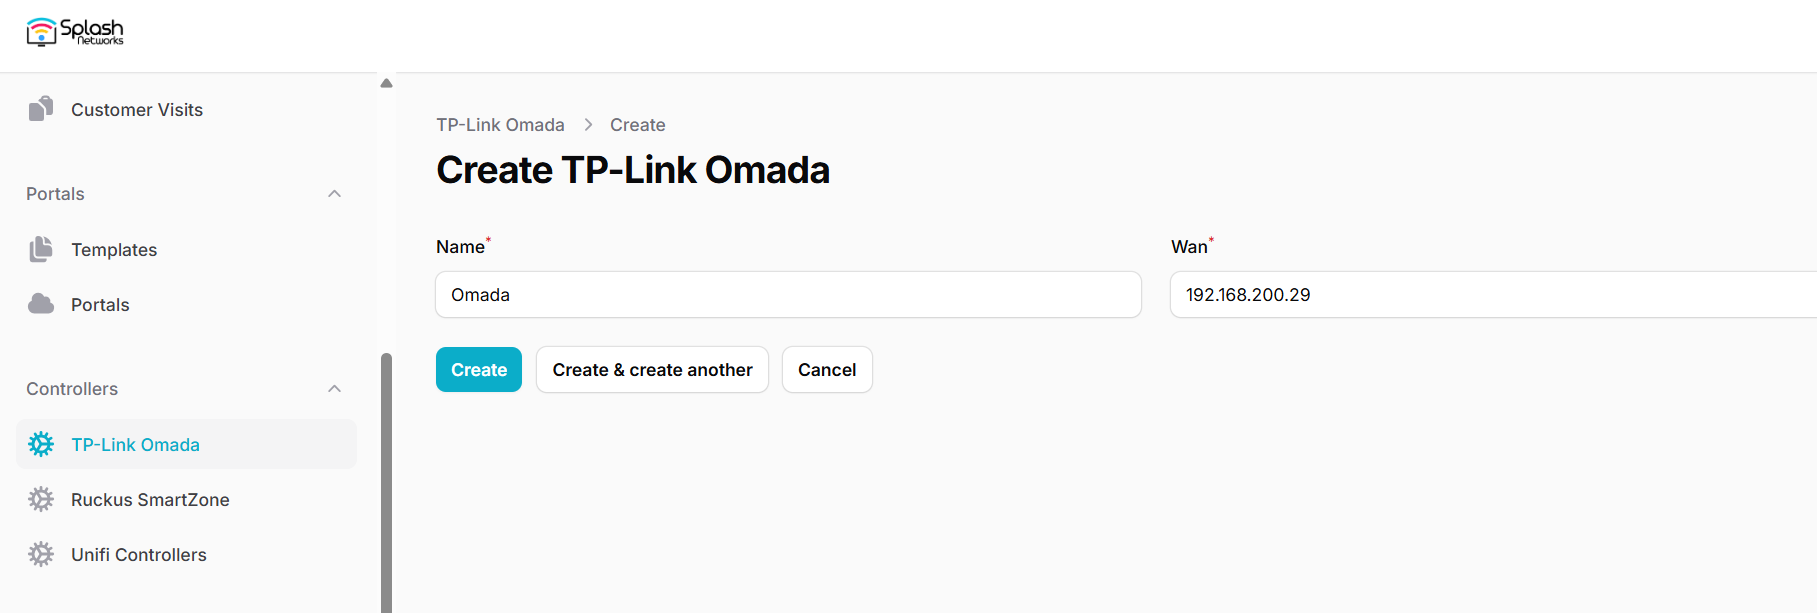 Splash
Networks
Customer Visits
Portals
Templates
Portals
Controllers
TP-Link Omada
Ruckus SmartZone
Unifi Controllers
TP-Link Omada > Create
Create TP-Link Omada
Name*
Omada
Wan*
192.168.200.29
Create
Create & create another
Cancel